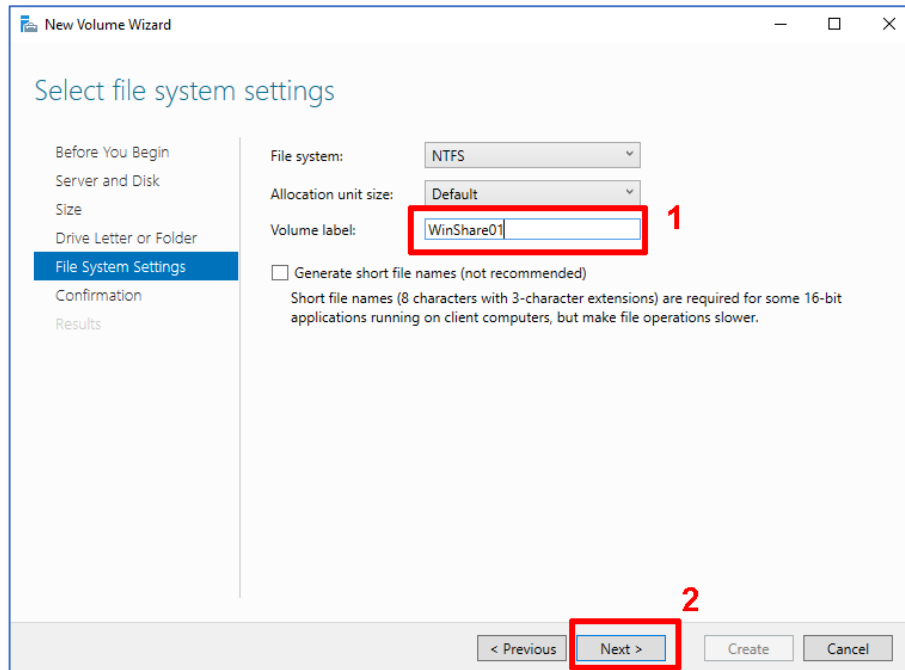 New Volume Wizard
Select file system settings
Before You Begin
Server and Disk
Size
Drive Letter or Folder
File System Settings
Confirmation
Results
File system: NTFS
Allocation unit size: Default
Volume label: WinShare01
1
Generate short file names (not recommended)
Short file names (8 characters with 3-character extensions) are required for some 16-bit
applications running on client computers, but make file operations slower.
2
< Previous Next > Create Cancel